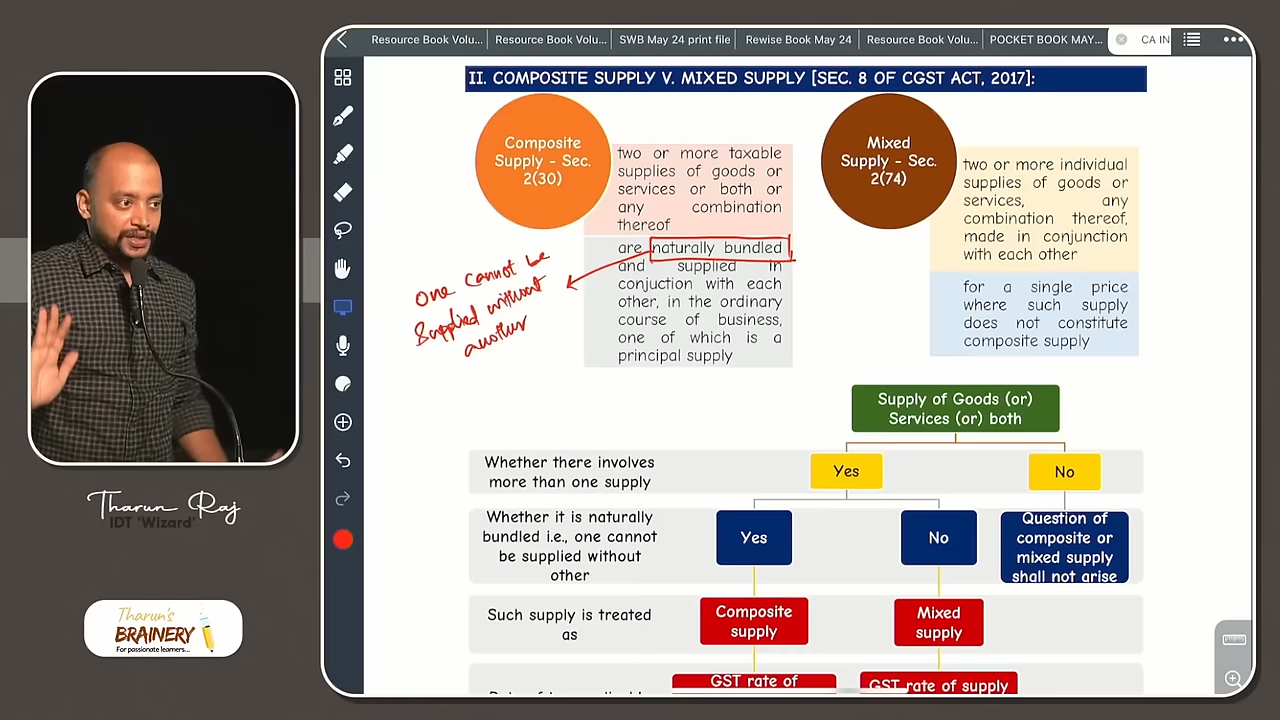 Resource Book Volu...
Resource Book Volu...
SWB May 24 print file
Rewise Book May 24
Resource Book Volu...
POCKET BOOK MAY...
CA IN
II. COMPOSITE SUPPLY V. MIXED SUPPLY [SEC. 8 OF CGST ACT, 2017]:
Composite
Supply - Sec.
2(30)
two or more taxable
supplies of goods or
services or both or
any combination
thereof
are naturally bundled
and supplied in
conjuction with each
other, in the ordinary
course of business,
one of which is a
principal supply
One cannot be
Supplied without
another
Mixed
Supply - Sec.
2(74)
two or more individual
supplies of goods or
services, any
combination thereof,
made in conjunction
with each other
for a single price
where such supply
does not constitute
composite supply
Supply of Goods (or)
Services (or) both
Whether there involves
more than one supply
Yes
No
Whether it is naturally
bundled i.e., one cannot
be supplied without
other
Yes
No
Question of
composite or
mixed supply
shall not arise
Such supply is treated
as
Composite
supply
Mixed
supply
GST rate of
GST rate of supply
Tharun Raj
IDT 'Wizard'
Tharun's
BRAINERY
For passionate learners...